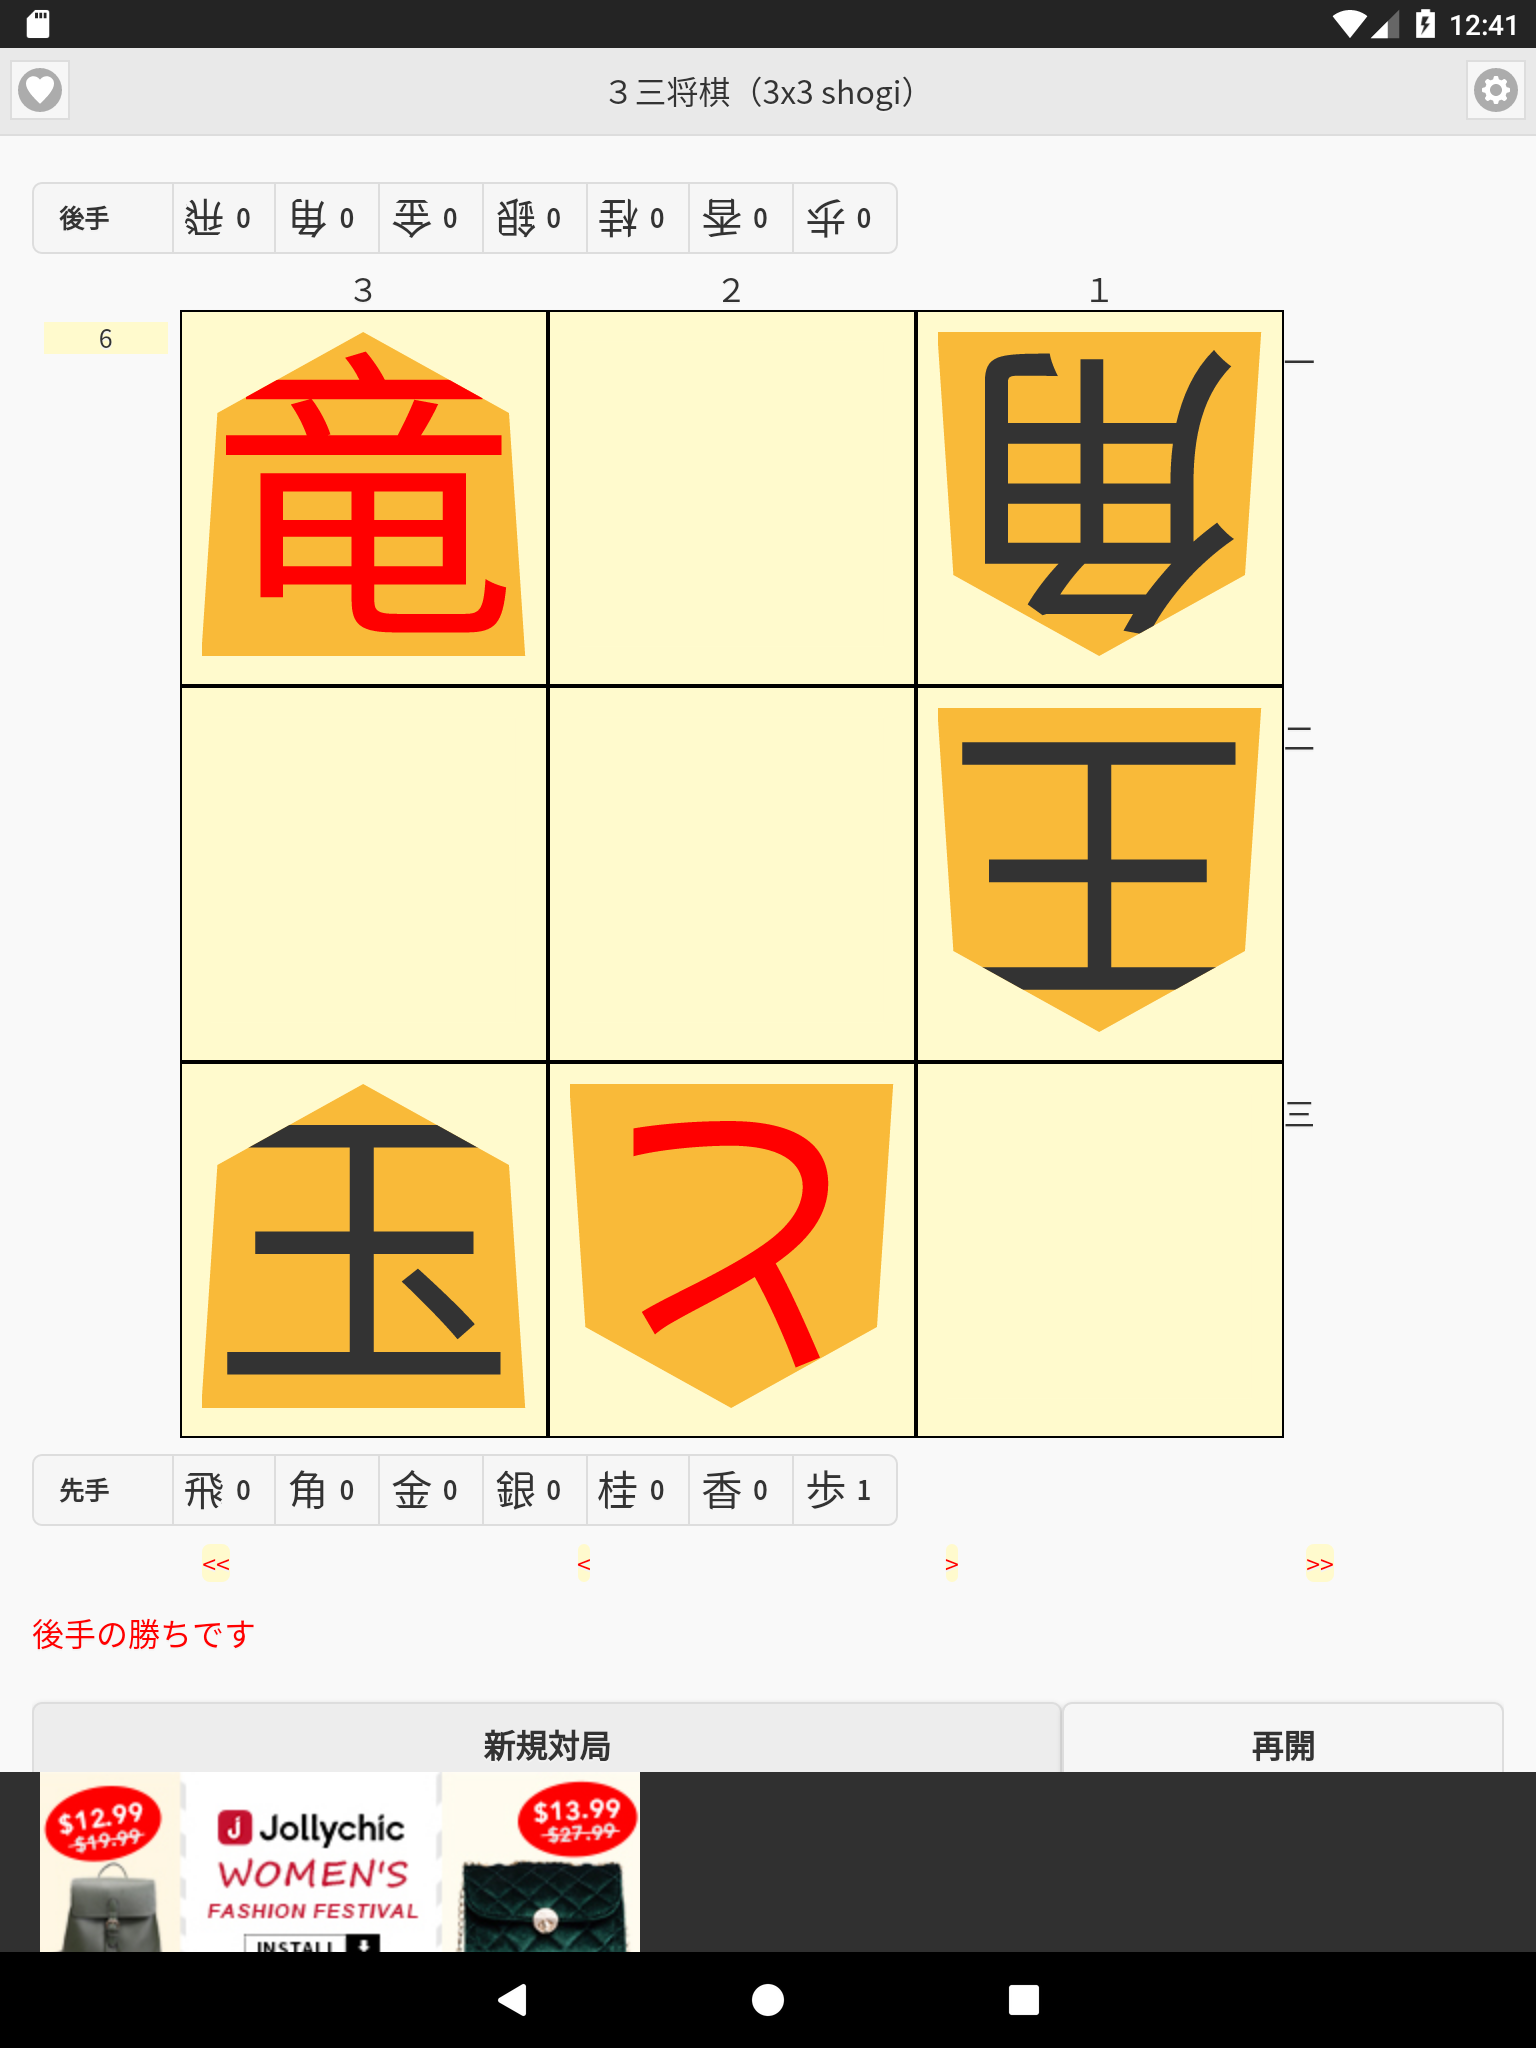 12:41
３三将棋（3x3 shogi）
後手 飛 0 角 0 金 0 銀 0 桂 0 香 0 歩 0
３ ２ １
6
竜 角 一
王 二
玉 と 三
先手 飛 0 角 0 金 0 銀 0 桂 0 香 0 歩 1
<< < > >>
後手の勝ちです
新規対局 再開
$12.99
$19.99
J Jollychic
WOMEN'S
FASHION FESTIVAL
INSTALL
$13.99
$27.99